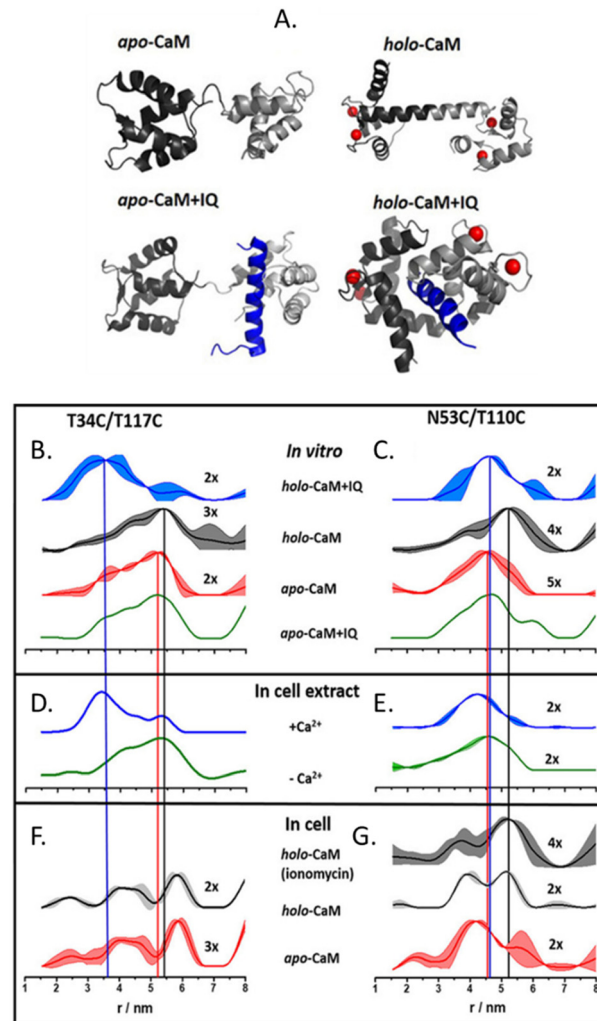 A.
apo-CaM
holo-CaM
apo-CaM+IQ
holo-CaM+IQ
T34C/T117C
N53C/T110C
B.
In vitro
C.
2x
holo-CaM+IQ
2x
3x
holo-CaM
4x
2x
apo-CaM
5x
apo-CaM+IQ
D.
In cell extract
E.
+Ca²⁺
2x
- Ca²⁺
2x
F.
In cell
G.
holo-CaM
(ionomycin)
4x
2x
holo-CaM
2x
3x
apo-CaM
2x
1 2 3 4 5 6 7 8
1 2 3 4 5 6 7 8
r / nm
r / nm